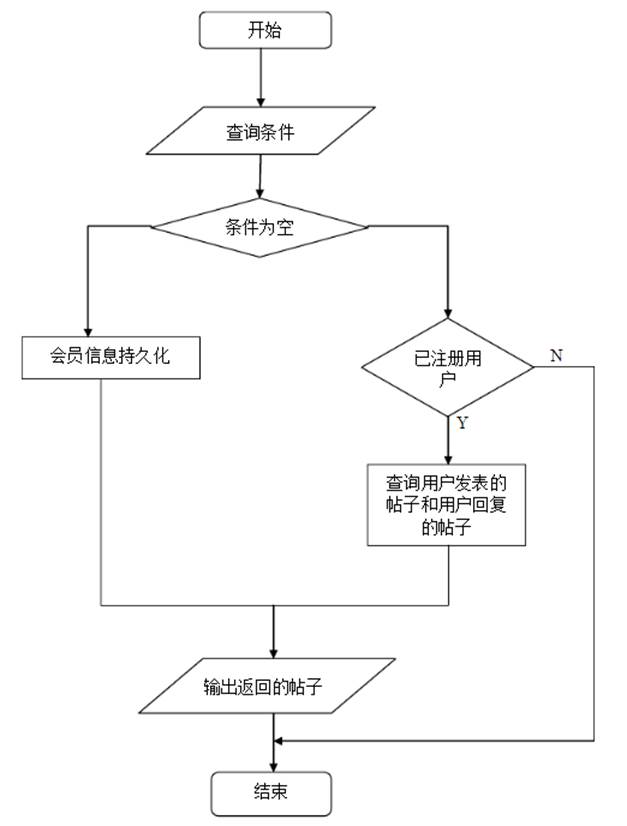 开始
查询条件
条件为空
会员信息持久化
已注册用
户
N
Y
查询用户发表的
帖子和用户回复
的帖子
输出返回的帖子
结束